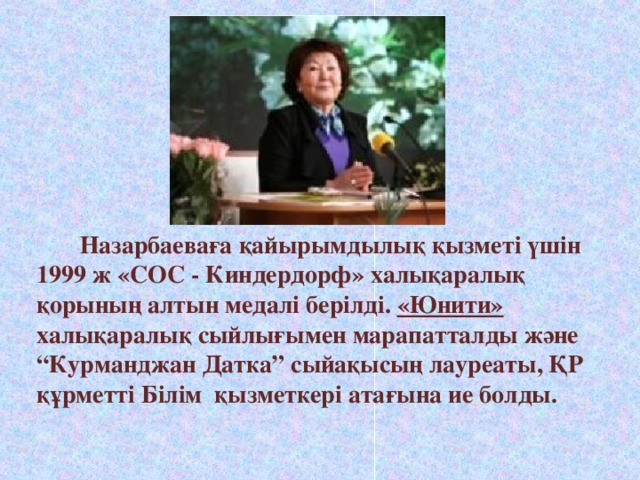 Назарбаеваға қайырымдылық қызметі үшін
1999 ж «СОС - Киндердорф» халықаралық
қорының алтын медалі берілді. «Юнити»
халықаралық сыйлығымен марапатталды және
“Курманджан Датка” сыйақысың лауреаты, ҚР
құрметті Білім қызметкері атағына ие болды.